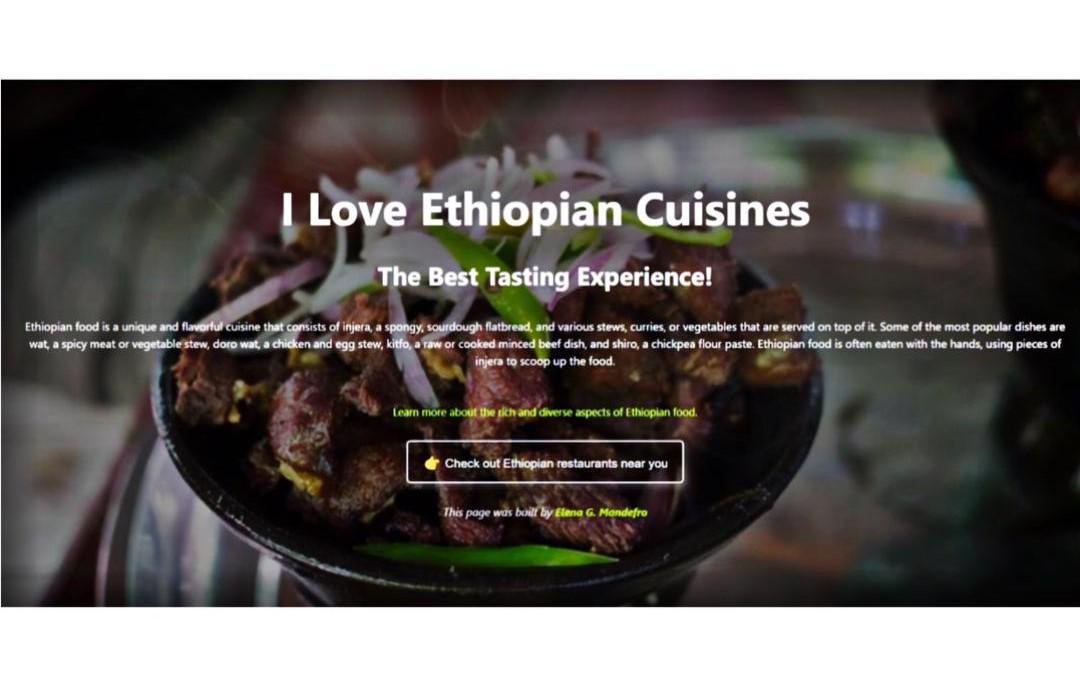 I Love Ethiopian Cuisines
The Best Tasting Experience!
Ethiopian food is a unique and flavorful cuisine that consists of injera, a spongy, sourdough flatbread, and various stews, curries, or vegetables that are served on top of it. Some of the most popular dishes are
wat, a spicy meat or vegetable stew, doro wat, a chicken and egg stew, kitfo, a raw or cooked minced beef dish, and shiro, a chickpea flour paste. Ethiopian food is often eaten with the hands, using pieces of
injera to scoop up the food.
Learn more about the rich and diverse aspects of Ethiopian food.
👉 Check out Ethiopian restaurants near you
This page was built by Elena G. Mandefro